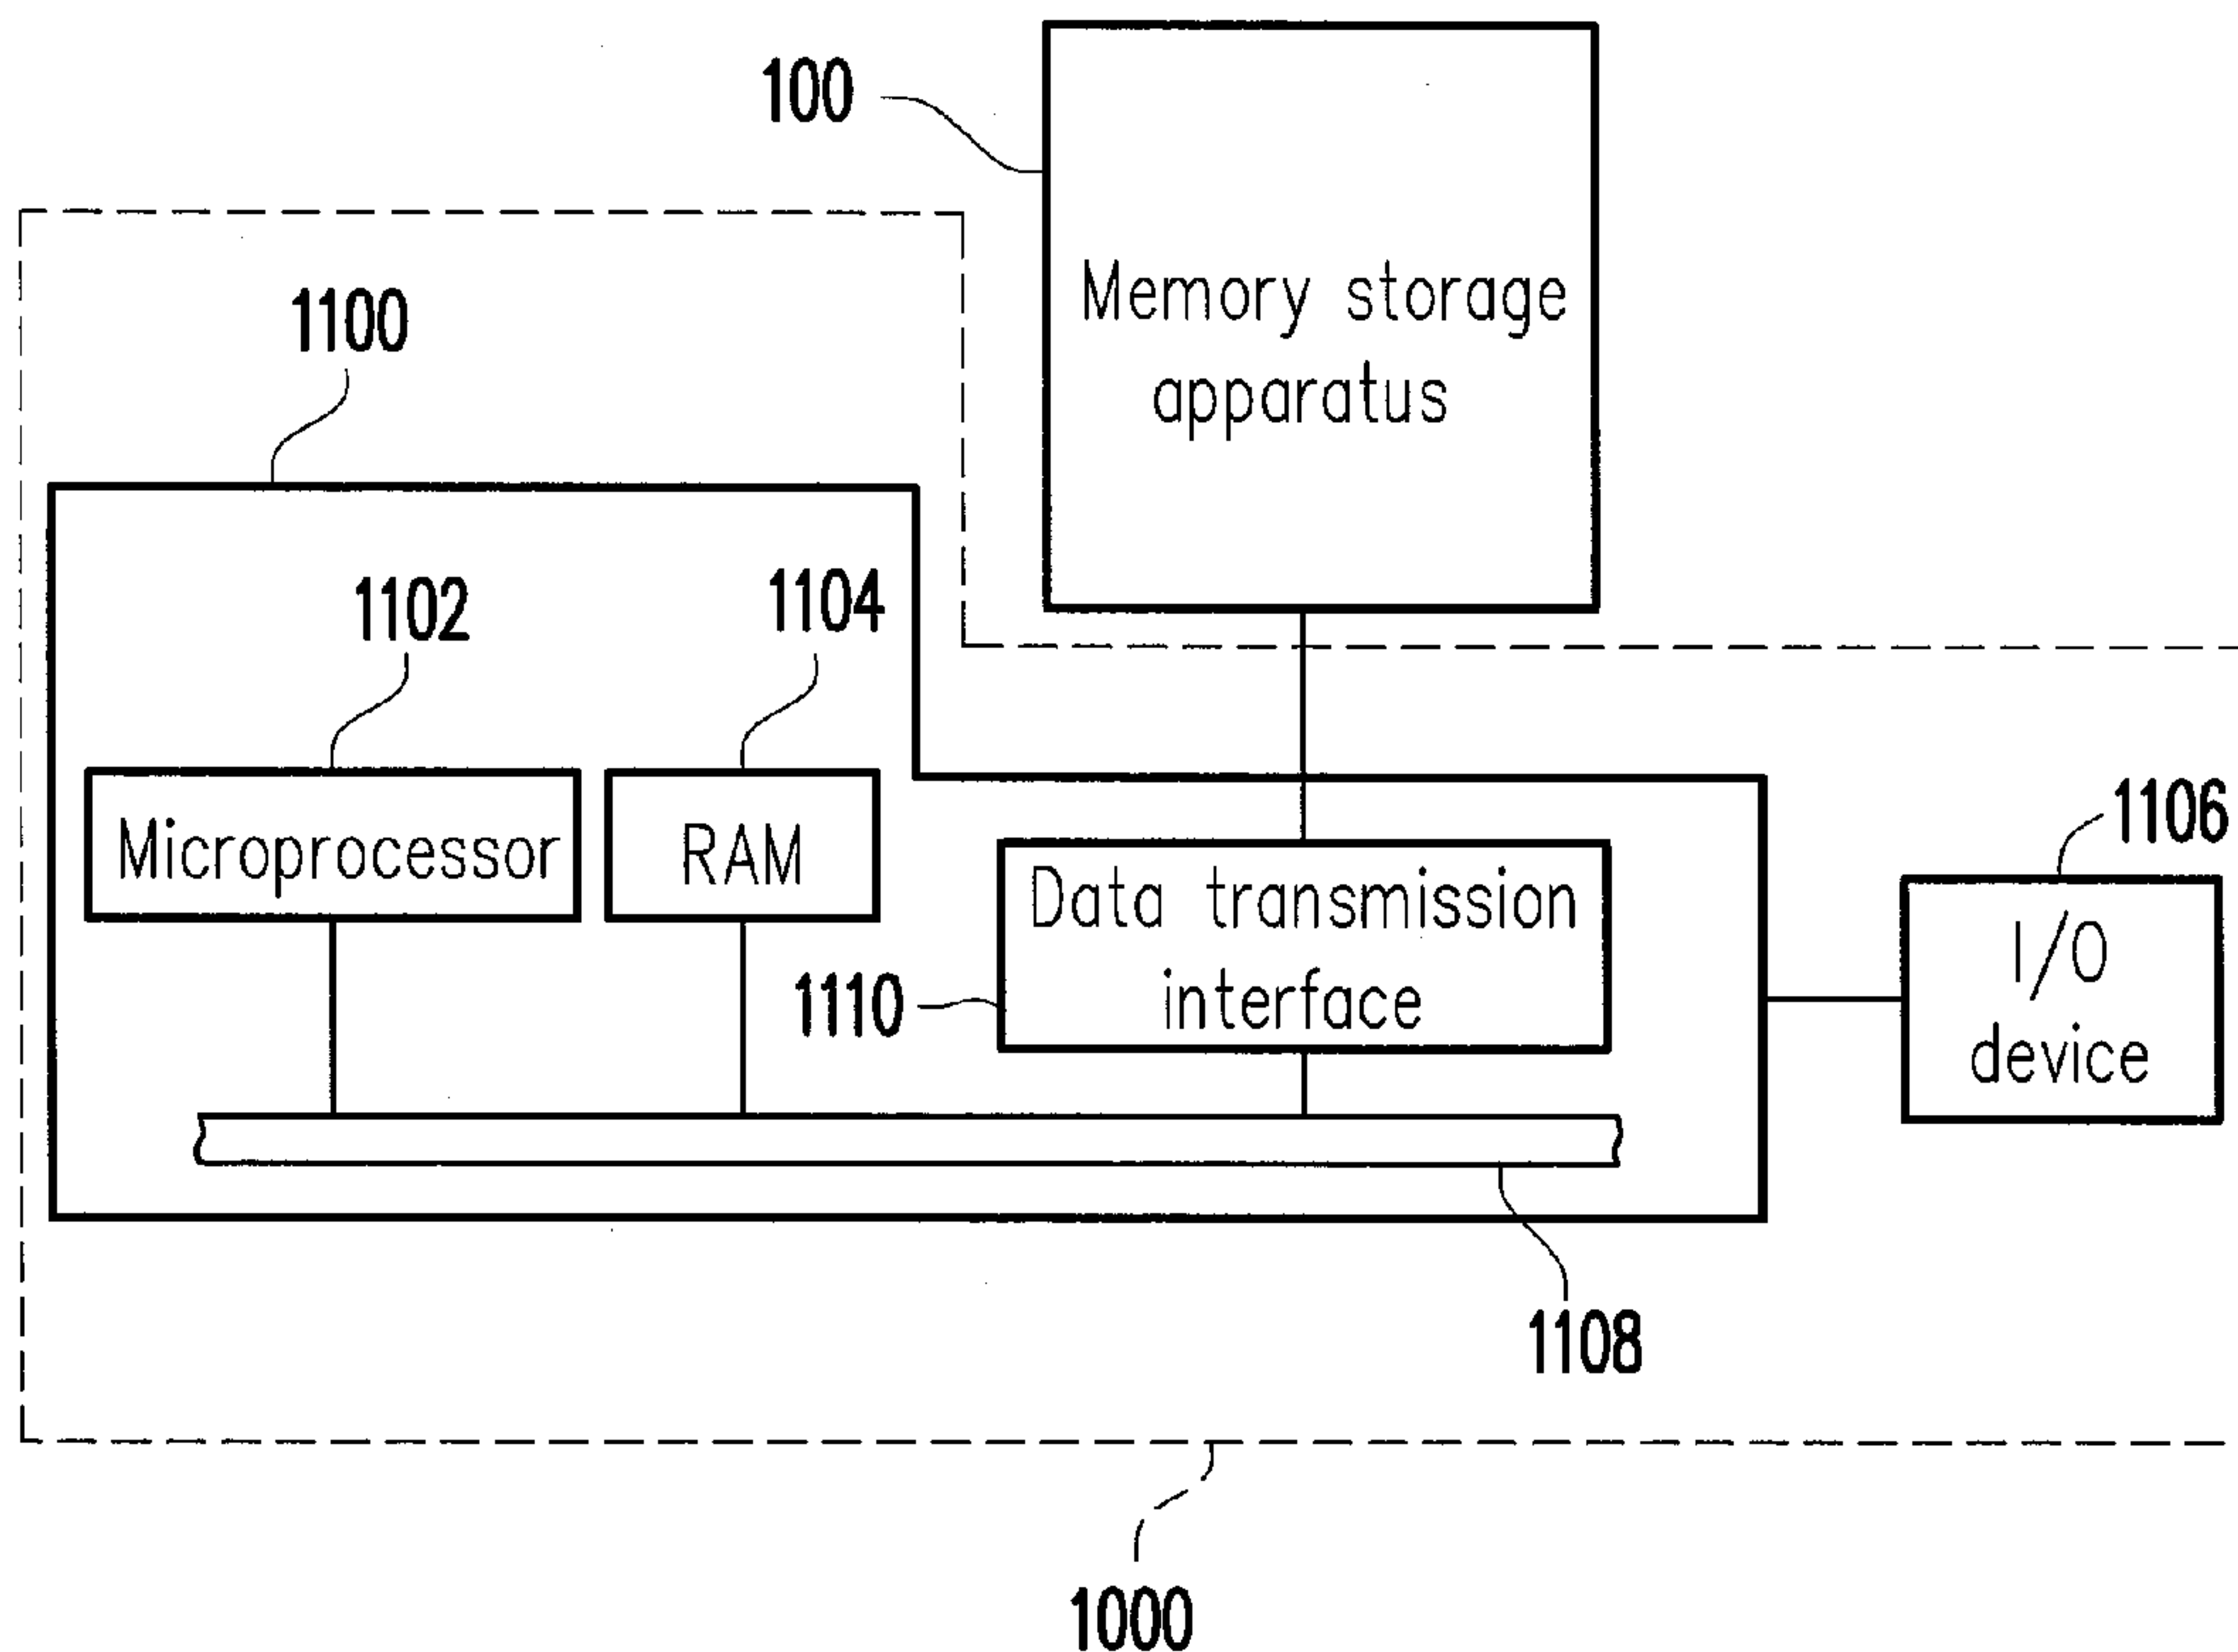 100
Memory storage
apparatus
1100
1102
1104
Microprocessor
RAM
1106
Data transmission
interface
1110
I/O
device
1108
1000